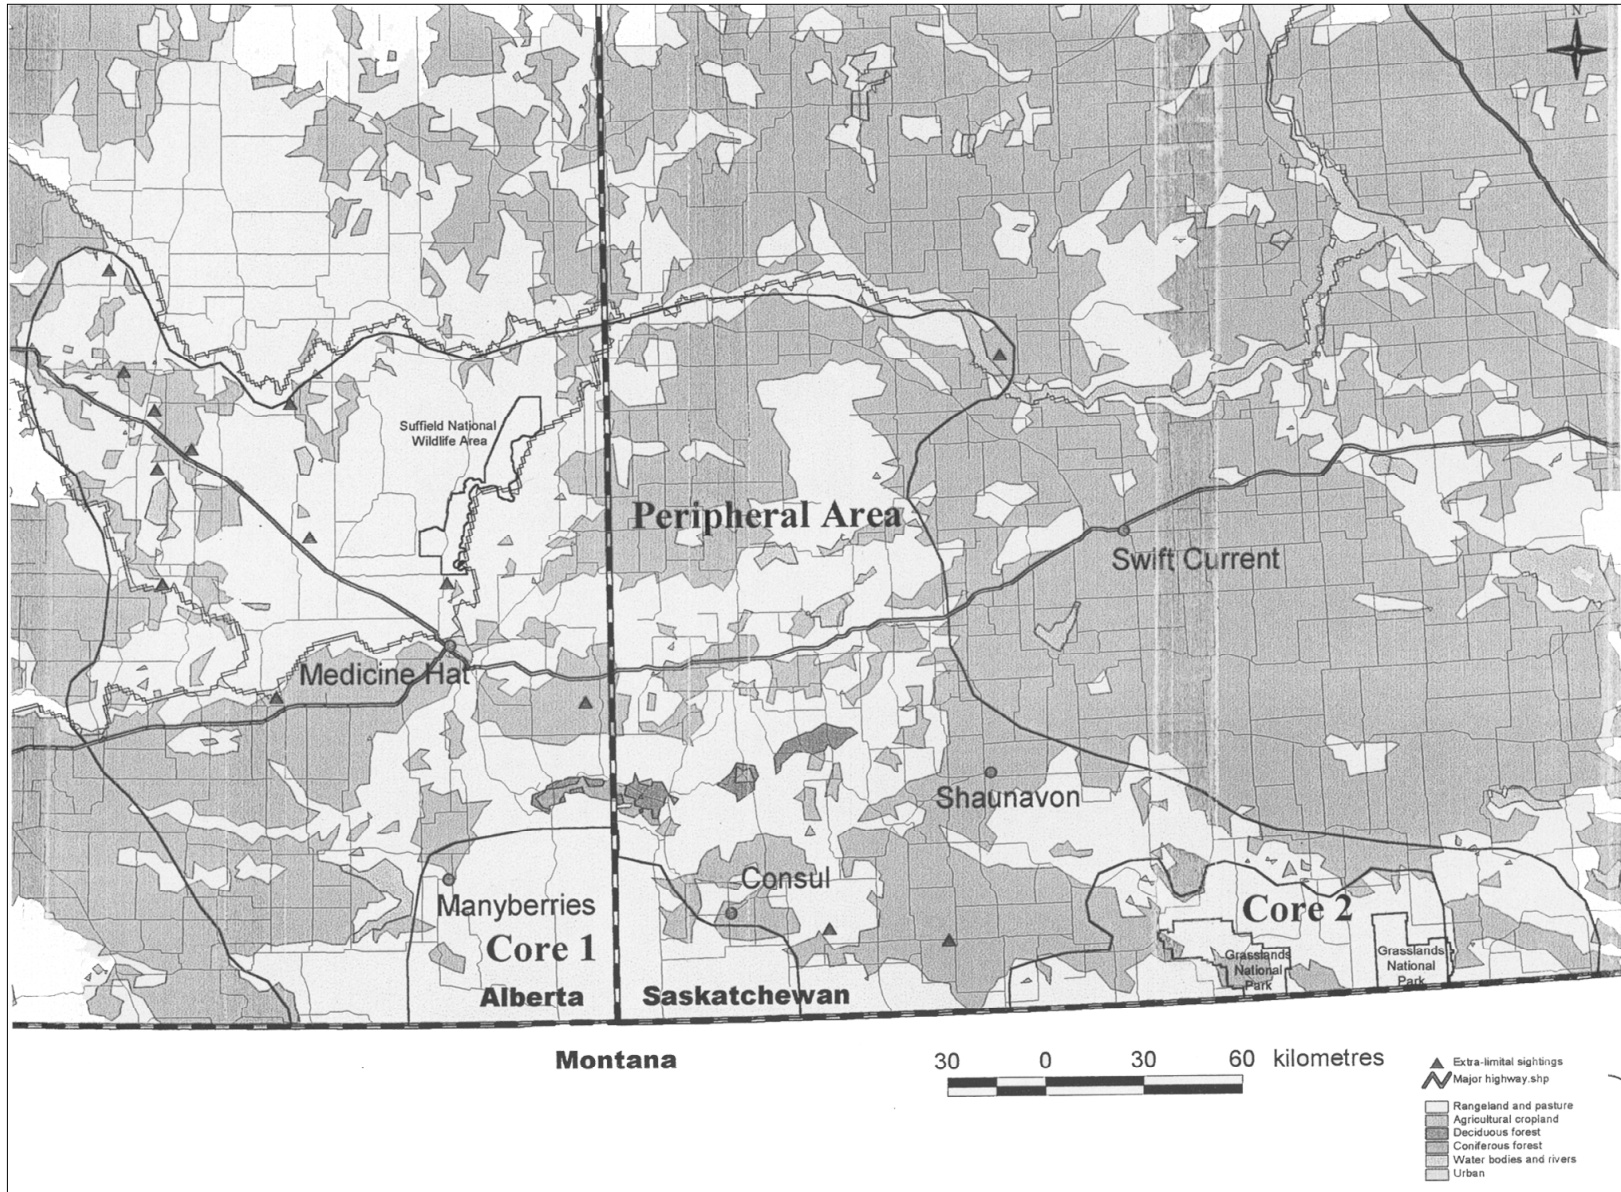 N
Suffield National
Wildlife Area
Peripheral Area
Swift Current
Medicine Hat
Shaunavon
Consul
Manyberries
Core 1
Core 2
Grasslands
National
Park
Grasslands
National
Park
Alberta
Saskatchewan
Montana
30 0 30 60 kilometres
Extra-limital sightings
Major highway.shp
Rangeland and pasture
Agricultural cropland
Deciduous forest
Coniferous forest
Water bodies and rivers
Urban